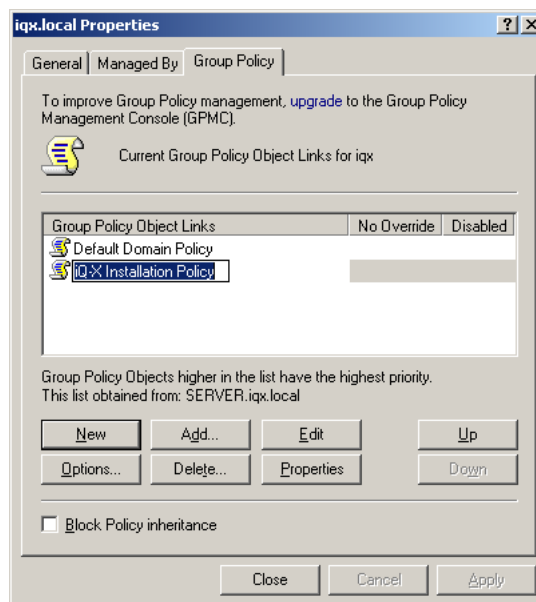 iqx.local Properties
General
Managed By
Group Policy
To improve Group Policy management, upgrade to the Group Policy
Management Console (GPMC).
Current Group Policy Object Links for iqx
Group Policy Object Links
No Override
Disabled
Default Domain Policy
iQ-X Installation Policy
Group Policy Objects higher in the list have the highest priority.
This list obtained from: SERVER.iqx.local
New
Add...
Edit
Up
Options...
Delete...
Properties
Down
Block Policy inheritance
Close
Cancel
Apply